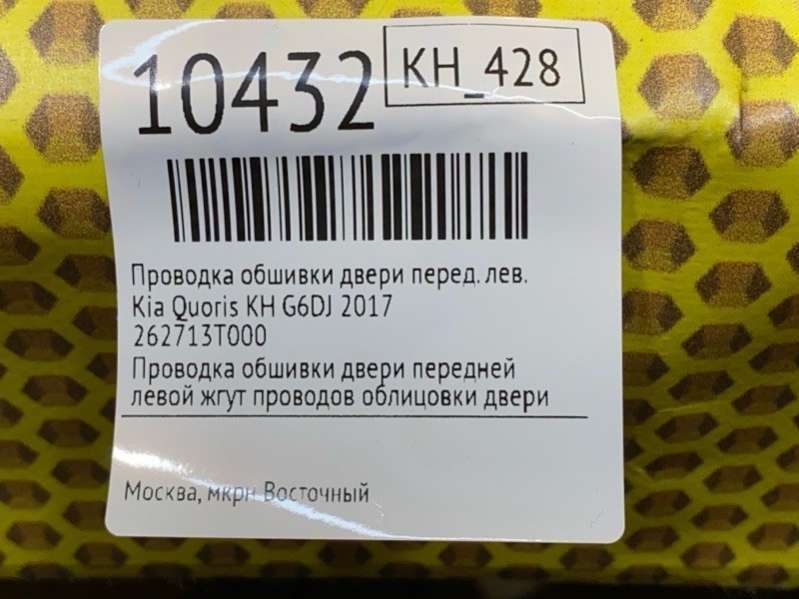 10432
KH_428
Проводка обшивки двери перед. лев.
Kia Quoris KH G6DJ 2017
262713T000
Проводка обшивки двери передней
левой жгут проводов облицовки двери
Москва, мкрн Восточный